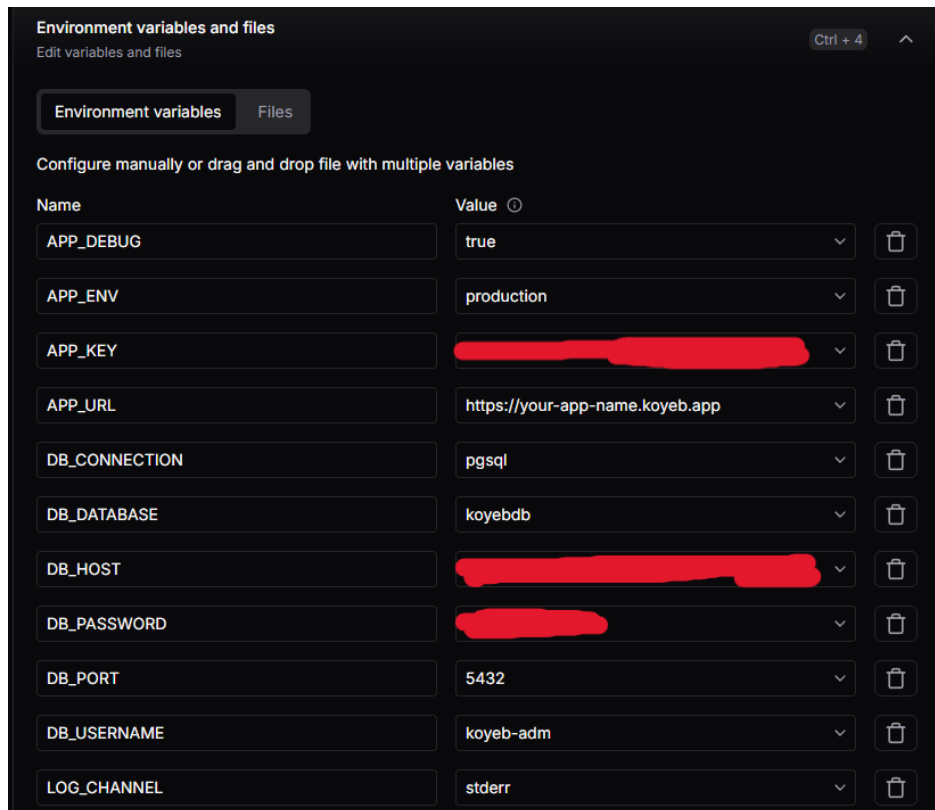 Environment variables and files
Edit variables and files
Ctrl + 4
Environment variables Files
Configure manually or drag and drop file with multiple variables
Name Value
APP_DEBUG true
APP_ENV production
APP_KEY
APP_URL https://your-app-name.koyeb.app
DB_CONNECTION pgsql
DB_DATABASE koyebdb
DB_HOST
DB_PASSWORD
DB_PORT 5432
DB_USERNAME koyeb-adm
LOG_CHANNEL stderr